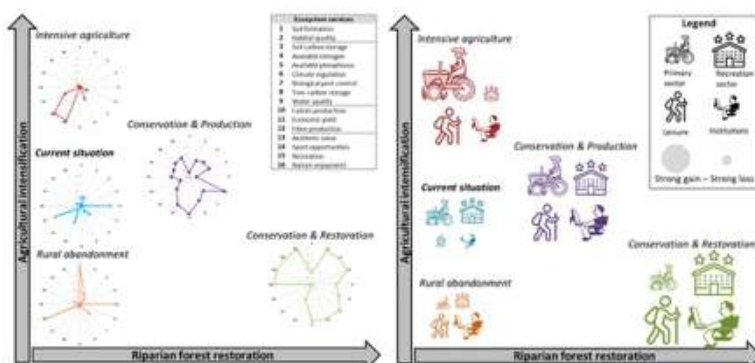 Agricultural intensification
Riparian forest restoration
Intensive agriculture
Current situation
Rural abandonment
Conservation & Production
Conservation & Restoration
Ecosystem services
1 Soil formation
2 Habitat quality
3 Soil carbon storage
4 Available nitrogen
5 Available phosphorus
6 Climate regulation
7 Biological pest control
8 Tree carbon storage
9 Water quality
10 Fodder production
11 Economic yield
12 Fibre production
13 Aesthetic value
14 Sport opportunities
15 Recreation
16 Nature enjoyment
Agricultural intensification
Riparian forest restoration
Intensive agriculture
Current situation
Rural abandonment
Conservation & Production
Conservation & Restoration
Legend
Primary
sector
Recreation
sector
Leisure
Institutions
Strong gain – Strong loss